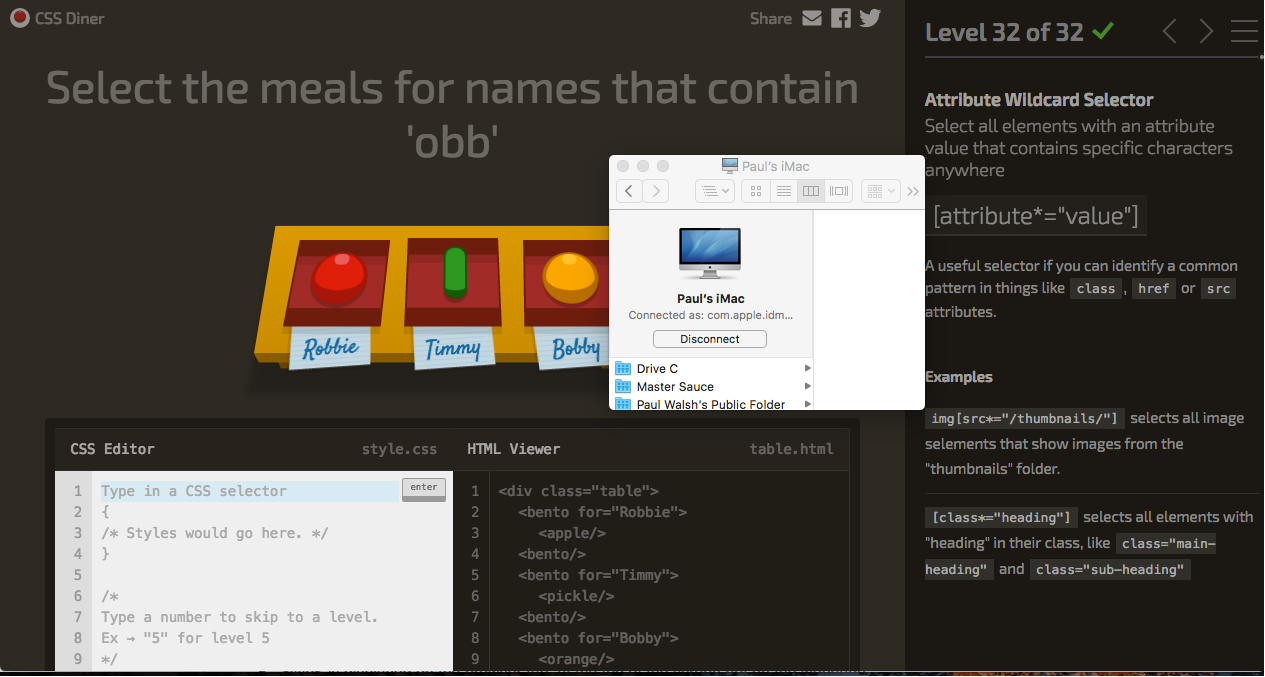 CSS Diner
Share
Select the meals for names that contain
'obb'
Robbie
Timmy
Bobby
Paul's iMac
Paul's iMac
Connected as: com.apple.idm...
Disconnect
Drive C
Master Sauce
Paul Walsh's Public Folder
CSS Editor
style.css
1 Type in a CSS selector
enter
2 {
3 /* Styles would go here. */
4 }
5
6 /*
7 Type a number to skip to a level.
8 Ex → "5" for level 5
9 */
HTML Viewer
table.html
1 <div class="table">
2 <bento for="Robbie">
3 <apple/>
4 <bento/>
5 <bento for="Timmy">
6 <pickle/>
7 <bento/>
8 <bento for="Bobby">
9 <orange/>
Level 32 of 32
Attribute Wildcard Selector
Select all elements with an attribute
value that contains specific characters
anywhere
[attribute*="value"]
A useful selector if you can identify a common
pattern in things like class, href or src
attributes.
Examples
img[src*="/thumbnails/"] selects all image
selements that show images from the
"thumbnails" folder.
[class*="heading"] selects all elements with
"heading" in their class, like class="main-
heading" and class="sub-heading"